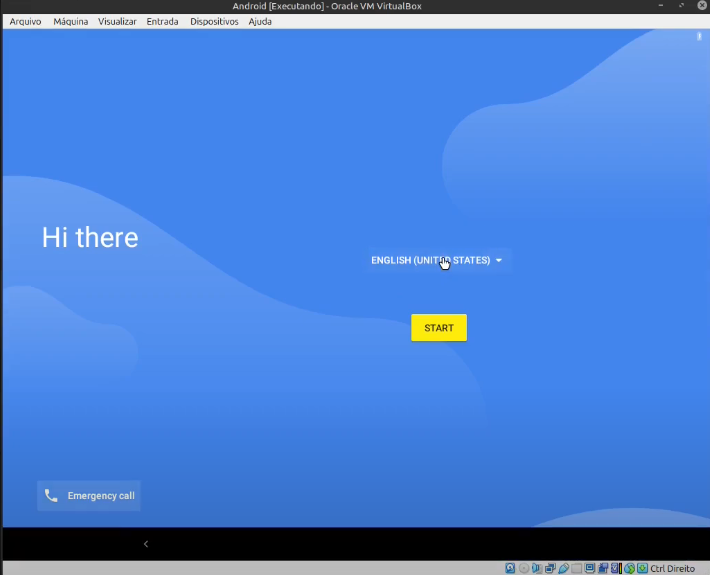 Android [Executando] - Oracle VM VirtualBox
Arquivo Máquina Visualizar Entrada Dispositivos Ajuda
Hi there
ENGLISH (UNITED STATES)
START
Emergency call
Ctrl Direito